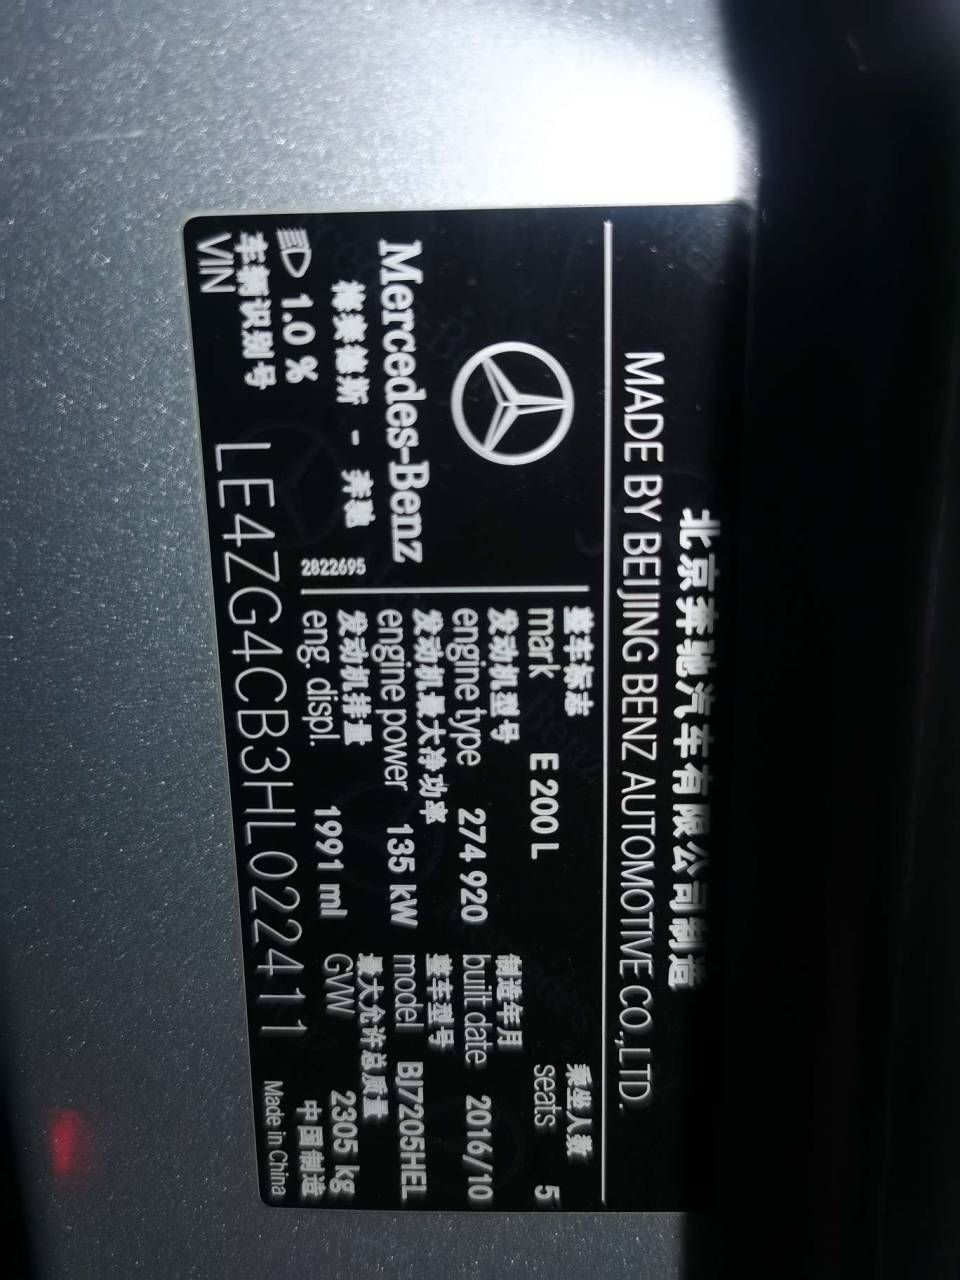 北京奔驰汽车有限公司制造
MADE BY BEIJING BENZ AUTOMOTIVE CO.,LTD.
整车标志
mark E 200 L
乘坐人数
seats 5
发动机型号
engine type 274 920
制造年月
built date 2016/10
Mercedes-Benz
梅赛德斯 - 奔驰
发动机最大净功率
engine power 135 kW
整车型号
model BJ7205HEL
2822695
发动机排量
eng. displ. 1991 ml
最大允许总质量
GVW 2305 kg
1.0 %
车辆识别号
VIN LE4ZG4CB3HL022411
中国制造
Made in China